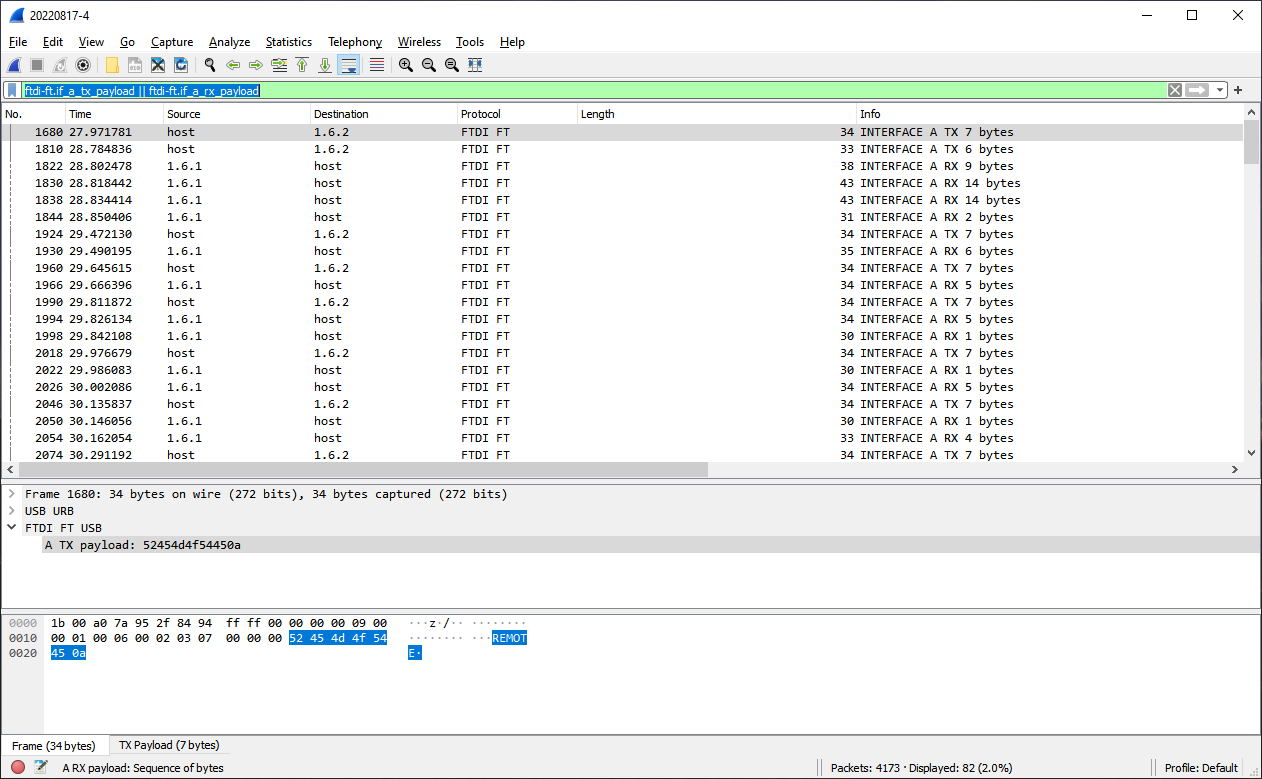 20220817-4
File Edit View Go Capture Analyze Statistics Telephony Wireless Tools Help
ftdi-ft.if_a_tx_payload || ftdi-ft.if_a_rx_payload
No. Time Source Destination Protocol Length Info
1680 27.971781 host 1.6.2 FTDI FT 34 INTERFACE A TX 7 bytes
1810 28.784836 host 1.6.2 FTDI FT 33 INTERFACE A TX 6 bytes
1822 28.802478 1.6.1 host FTDI FT 38 INTERFACE A RX 9 bytes
1830 28.818442 1.6.1 host FTDI FT 43 INTERFACE A RX 14 bytes
1838 28.834414 1.6.1 host FTDI FT 43 INTERFACE A RX 14 bytes
1844 28.850406 1.6.1 host FTDI FT 31 INTERFACE A RX 2 bytes
1924 29.472130 host 1.6.2 FTDI FT 34 INTERFACE A TX 7 bytes
1930 29.490195 1.6.1 host FTDI FT 35 INTERFACE A RX 6 bytes
1960 29.645615 host 1.6.2 FTDI FT 34 INTERFACE A TX 7 bytes
1966 29.666396 1.6.1 host FTDI FT 34 INTERFACE A RX 5 bytes
1990 29.811872 host 1.6.2 FTDI FT 34 INTERFACE A TX 7 bytes
1994 29.826134 1.6.1 host FTDI FT 34 INTERFACE A RX 5 bytes
1998 29.842108 1.6.1 host FTDI FT 30 INTERFACE A RX 1 bytes
2018 29.976679 host 1.6.2 FTDI FT 34 INTERFACE A TX 7 bytes
2022 29.986083 1.6.1 host FTDI FT 30 INTERFACE A RX 1 bytes
2026 30.002086 1.6.1 host FTDI FT 34 INTERFACE A RX 5 bytes
2046 30.135837 host 1.6.2 FTDI FT 34 INTERFACE A TX 7 bytes
2050 30.146056 1.6.1 host FTDI FT 30 INTERFACE A RX 1 bytes
2054 30.162054 1.6.1 host FTDI FT 33 INTERFACE A RX 4 bytes
2074 30.291192 host 1.6.2 FTDI FT 34 INTERFACE A TX 7 bytes
Frame 1680: 34 bytes on wire (272 bits), 34 bytes captured (272 bits)
USB URB
FTDI FT USB
A TX payload: 52454d4f54450a
0000 1b 00 a0 7a 95 2f 84 94 ff ff 00 00 00 00 09 00 ···z·/·· ········
0010 00 01 00 06 00 02 03 07 00 00 00 52 45 4d 4f 54 ········ ···REMOT
0020 45 0a E·
Frame (34 bytes) TX Payload (7 bytes)
A RX payload: Sequence of bytes Packets: 4173 · Displayed: 82 (2.0%) Profile: Default